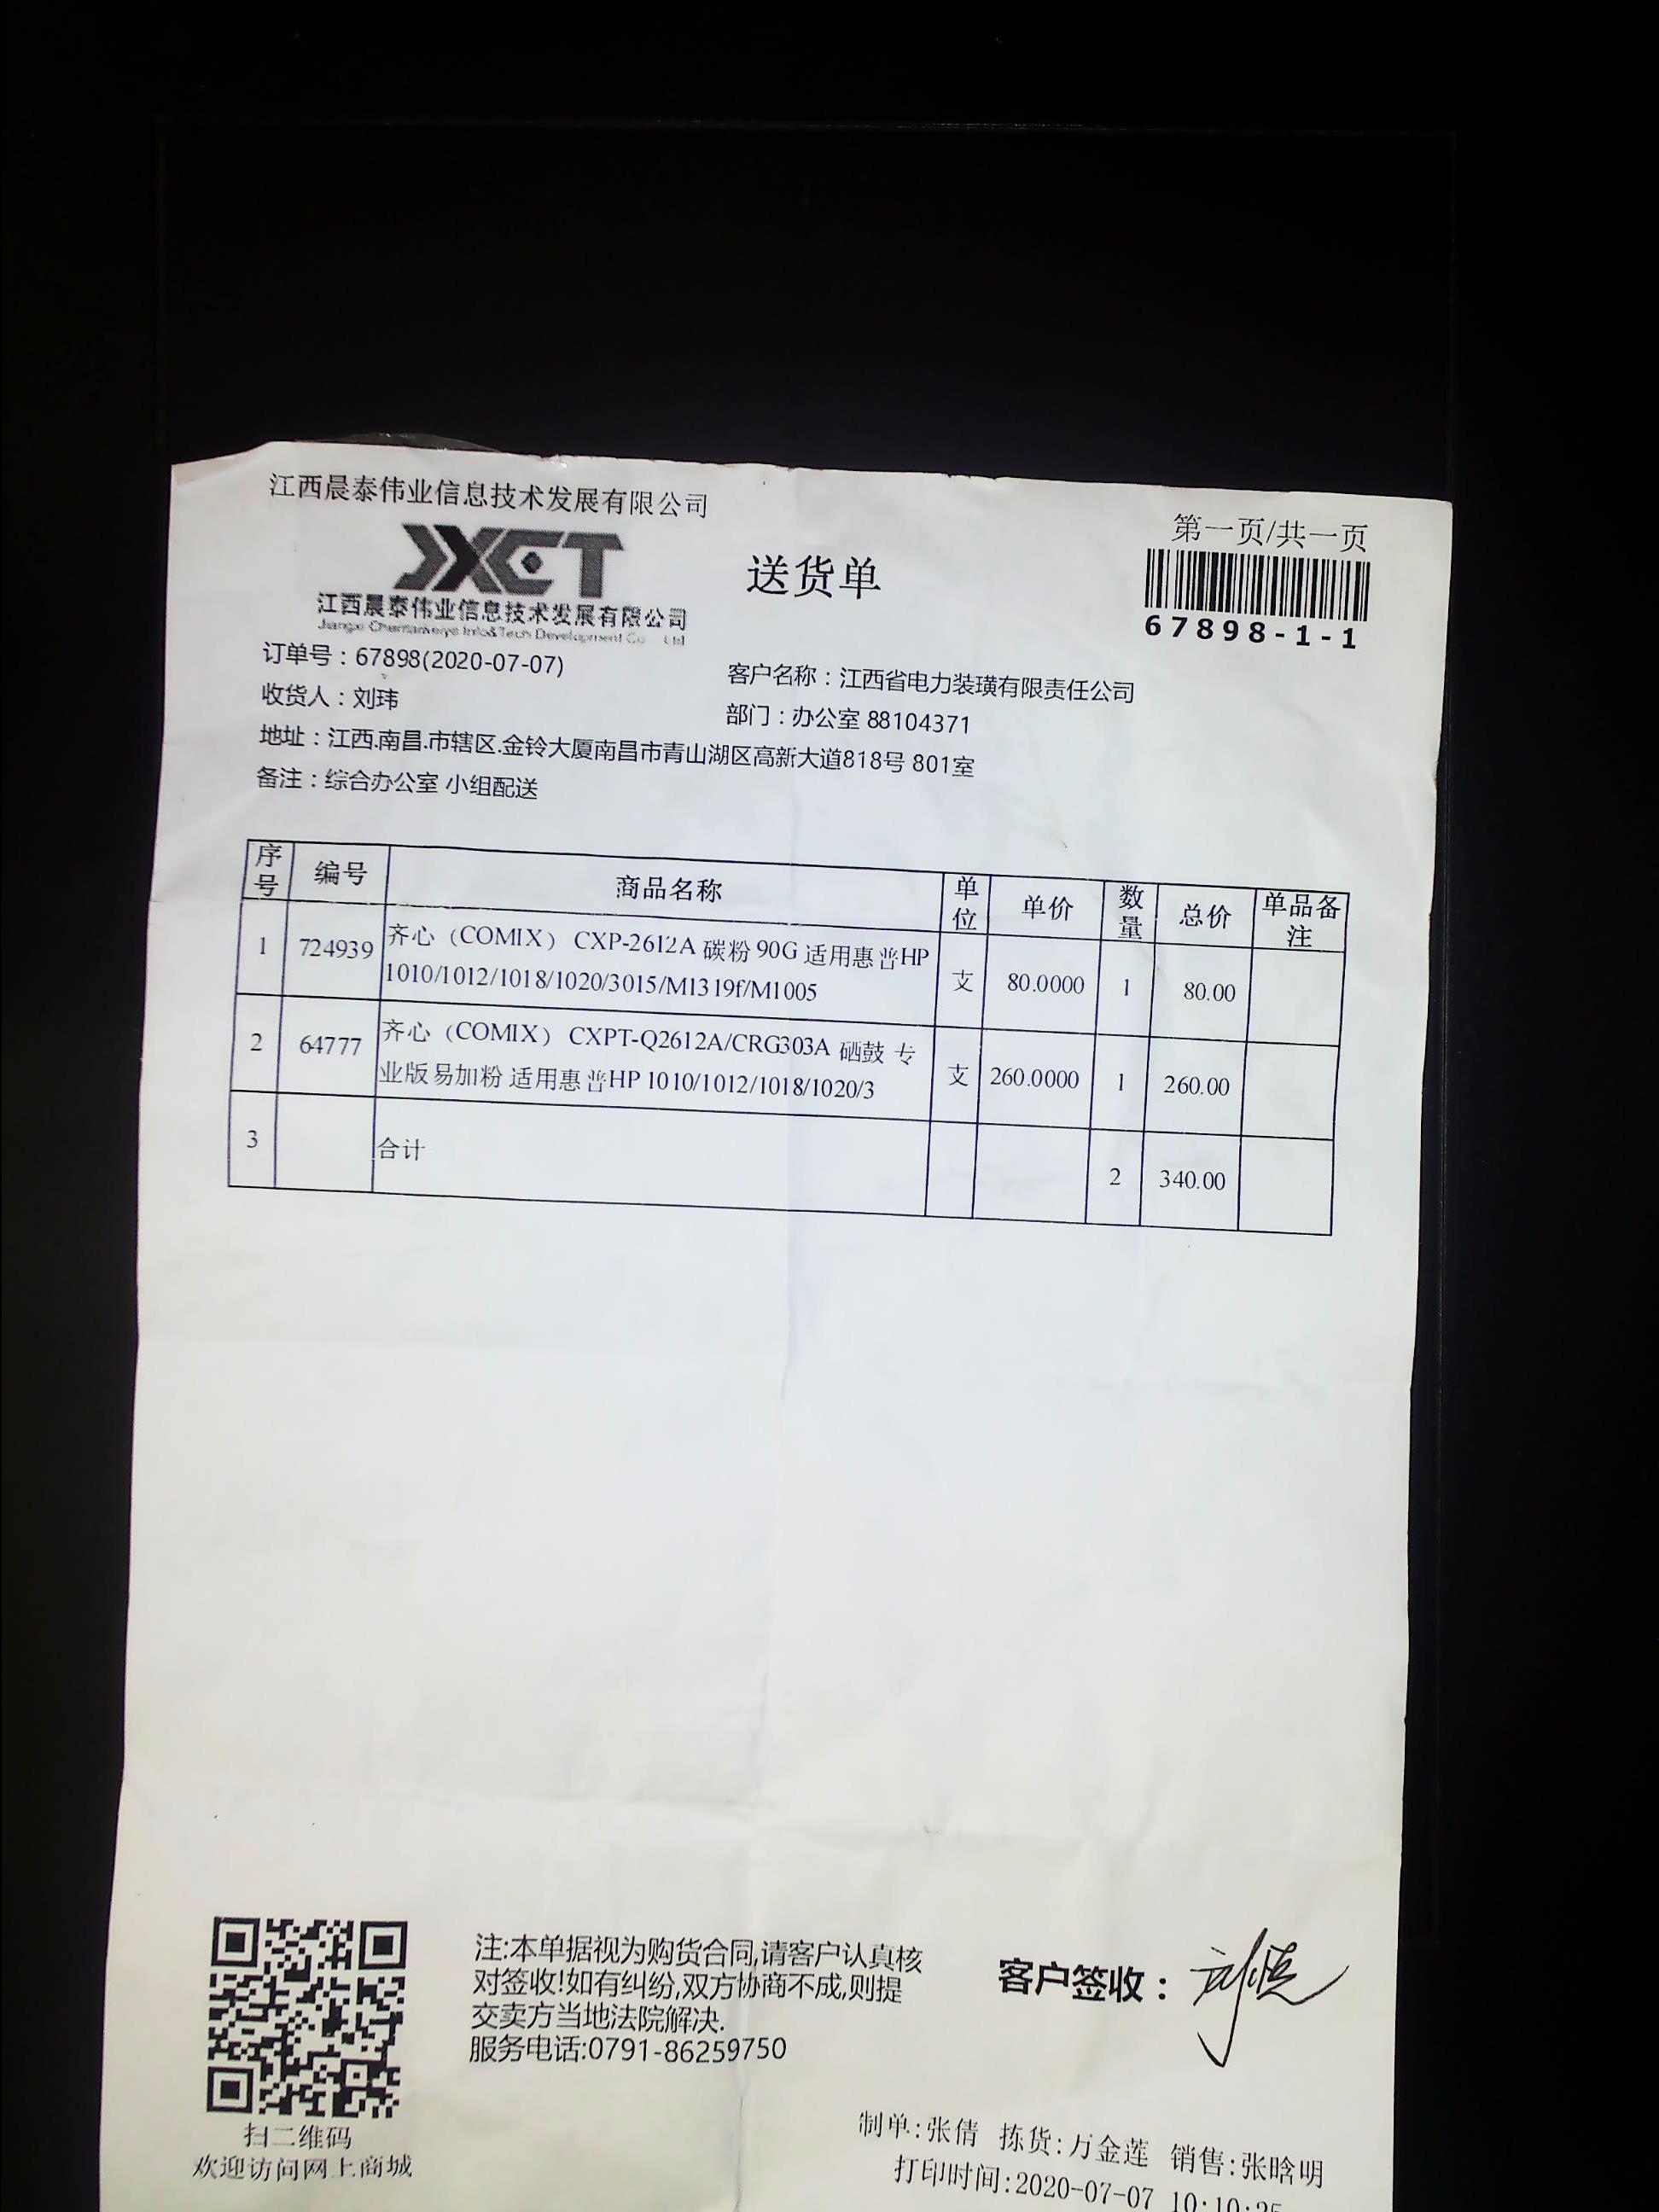 江西晨泰伟业信息技术发展有限公司
第一页/共一页
JXCT
送货单
江西晨泰伟业信息技术发展有限公司
67898-1-1
订单号：67898(2020-07-07)
客户名称：江西省电力装璜有限责任公司
收货人：刘玮
部门：办公室 88104371
地址：江西.南昌.市辖区.金铃大厦南昌市青山湖区高新大道818号 801室
备注：综合办公室 小组配送
序号 编号 商品名称 单位 单价 数量 总价 单品备注
1 724939 齐心（COMIX） CXP-2612A 碳粉 90G 适用惠普HP 支 80.0000 1 80.00
1010/1012/1018/1020/3015/M1319f/M1005
2 64777 齐心（COMIX） CXPT-Q2612A/CRG303A 硒鼓 专 支 260.0000 1 260.00
业版易加粉 适用惠普HP 1010/1012/1018/1020/3
3 合计 2 340.00
注:本单据视为购货合同,请客户认真核
对签收!如有纠纷,双方协商不成,则提
交卖方当地法院解决.
服务电话:0791-86259750
客户签收：
扫二维码
欢迎访问网上商城
制单:张倩 拣货:万金莲 销售:张晗明
打印时间:2020-07-07 10:10:25